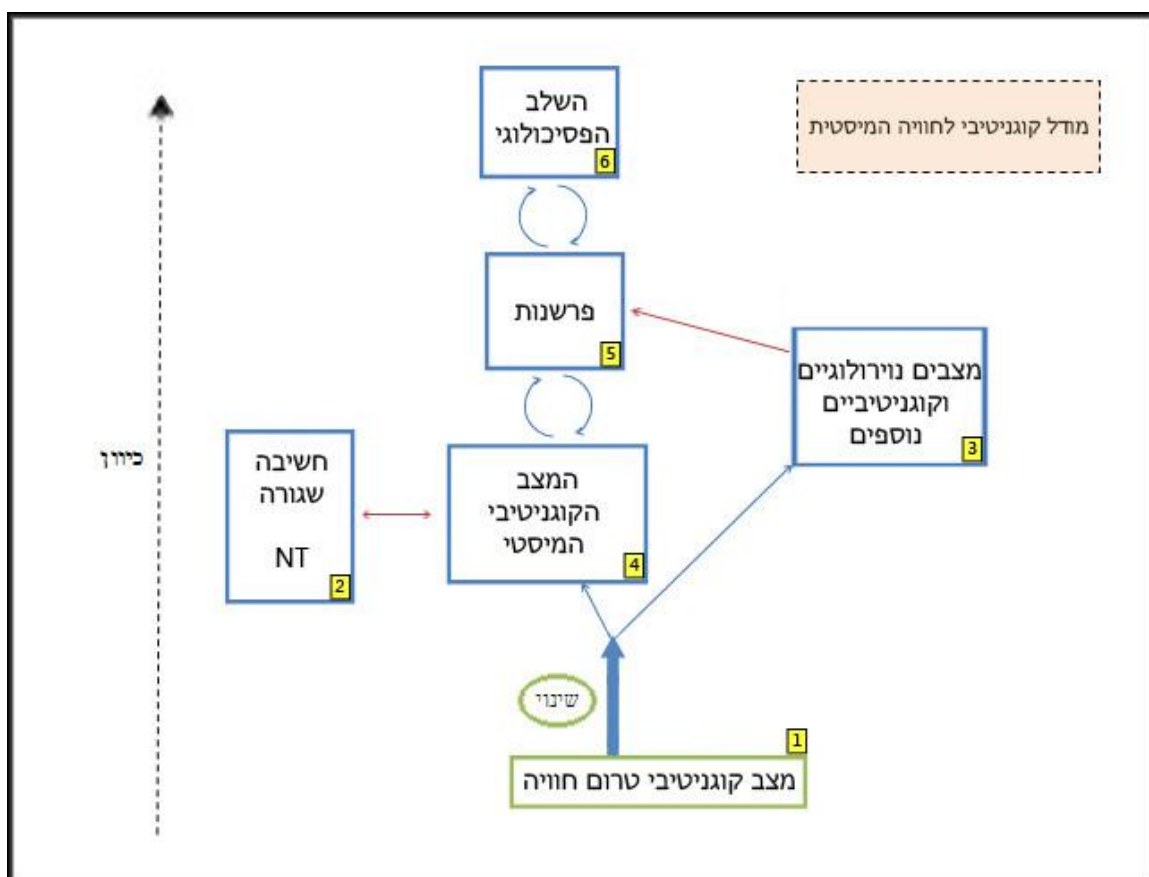 מודל קוגניטיבי לחוויה המיסטית
השלב
הפסיכולוגי
6
פרשנות
5
מצבים נוירולוגיים
וקוגניטיביים
נוספים
3
כיוון
חשיבה
שגורה
NT
2
המצב
הקוגניטיבי
המיסטי
4
שינוי
1
מצב קוגניטיבי טרום חוויה